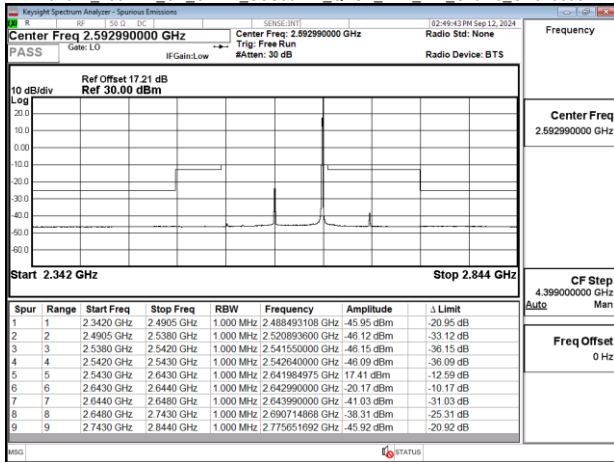 Keysight Spectrum Analyzer - Spurious Emissions
R RF 50 Ω DC SENSE:INT 02:49:43 PM Sep 12, 2024
Center Freq 2.592990000 GHz
Center Freq: 2.592990000 GHz
Radio Std: None
Frequency
PASS
Gate: LO
Trig: Free Run
IFGain:Low
#Atten: 30 dB
Radio Device: BTS
Ref Offset 17.21 dB
10 dB/div Ref 30.00 dBm
Log
20.0
10.0
0.00
-10.0
-20.0
-30.0
-40.0
-50.0
-60.0
Start 2.342 GHz Stop 2.844 GHz
Center Freq
2.592990000 GHz
CF Step
4.399000000 GHz
Auto Man
Freq Offset
0 Hz
Spur Range Start Freq Stop Freq RBW Frequency Amplitude Δ Limit
1 1 2.3420 GHz 2.4905 GHz 1.000 MHz 2.488493108 GHz -45.95 dBm -20.95 dB
2 2 2.4905 GHz 2.5380 GHz 1.000 MHz 2.520893600 GHz -46.12 dBm -33.12 dB
3 3 2.5380 GHz 2.5420 GHz 1.000 MHz 2.541550000 GHz -46.15 dBm -36.15 dB
4 4 2.5420 GHz 2.5430 GHz 1.000 MHz 2.542640000 GHz -46.09 dBm -36.09 dB
5 5 2.5430 GHz 2.6430 GHz 1.000 MHz 2.641984975 GHz 17.41 dBm -12.59 dB
6 6 2.6430 GHz 2.6440 GHz 1.000 MHz 2.642990000 GHz -20.17 dBm -10.17 dB
7 7 2.6440 GHz 2.6480 GHz 1.000 MHz 2.643990000 GHz -41.03 dBm -31.03 dB
8 8 2.6480 GHz 2.7430 GHz 1.000 MHz 2.690714868 GHz -38.31 dBm -25.31 dB
9 9 2.7430 GHz 2.8440 GHz 1.000 MHz 2.775651692 GHz -45.92 dBm -20.92 dB
MSG STATUS